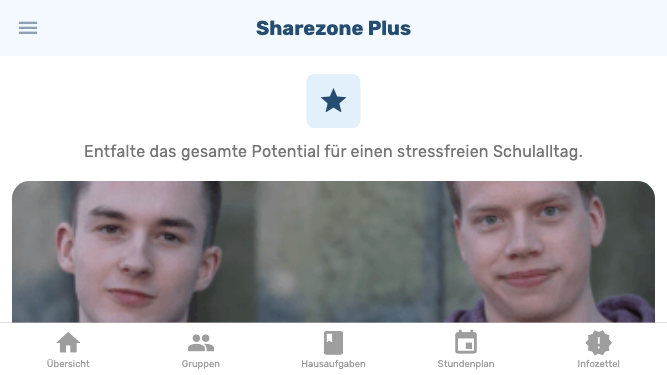 Sharezone Plus
Entfalte das gesamte Potential für einen stressfreien Schulalltag.
Übersicht
Gruppen
Hausaufgaben
Stundenplan
Infozettel